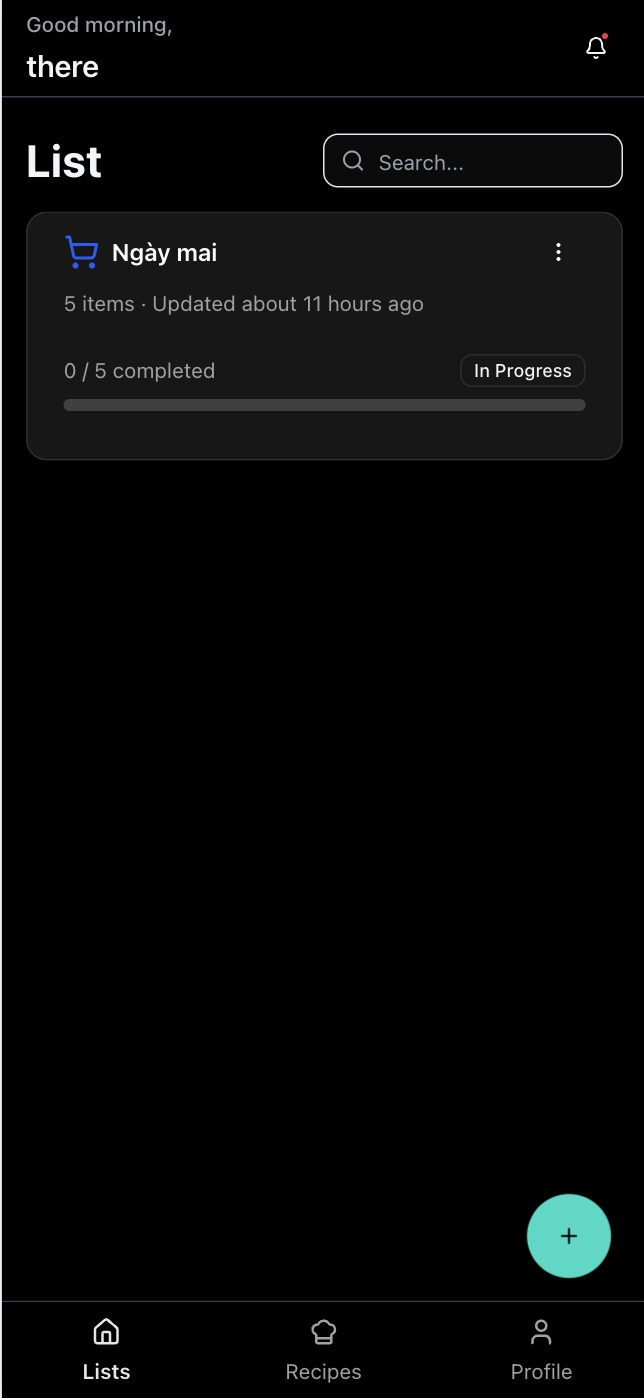 Good morning,
there
List
Search...
Ngày mai
5 items · Updated about 11 hours ago
0 / 5 completed
In Progress
+
Lists
Recipes
Profile